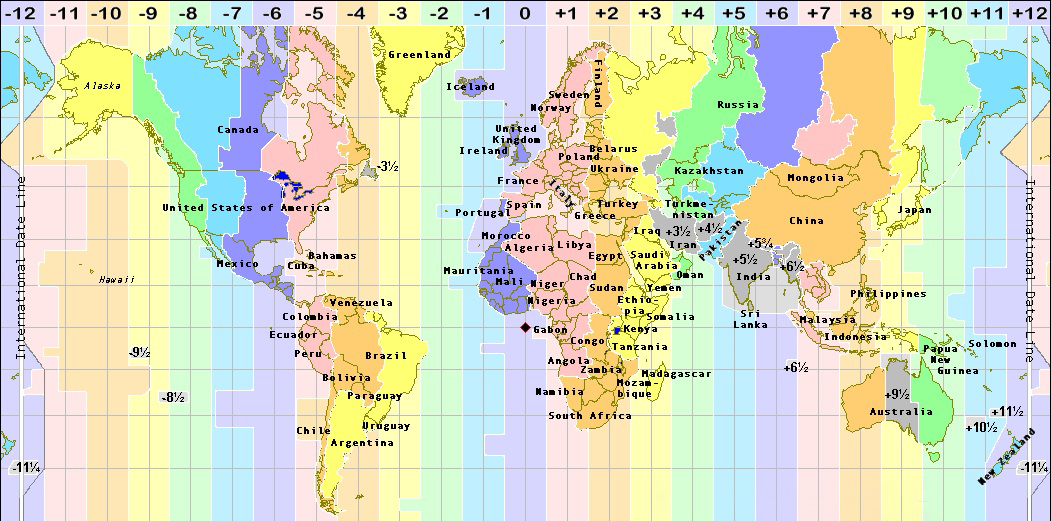 -12 -11 -10 -9 -8 -7 -6 -5 -4 -3 -2 -1 0 +1 +2 +3 +4 +5 +6 +7 +8 +9 +10 +11 +12
Greenland
Alaska
Iceland
Finland
Sweden
Norway
Russia
Canada
United
Kingdom
Ireland
Belarus
Poland
Ukraine
-3½
France
Kazakhstan
Mongolia
Italy
United States of America
Spain
Portugal
Greece
Turkey
Turkme-
nistan
Japan
China
Morocco
Algeria
Libya
Iraq
+3½
Iran
+4½
Pakistan
+5¾
+5½
India
+6½
Mexico
Bahamas
Cuba
Egypt
Saudi
Arabia
Oman
Hawaii
Mauritania
Mali
Niger
Chad
Sudan
Yemen
Nigeria
Ethio-
pia
Somalia
Philippines
Venezuela
Colombia
Sri
Lanka
Malaysia
Gabon
Kenya
Ecuador
Congo
Tanzania
Indonesia
Solomon
Papua
New
Guinea
-9½
Peru
Brazil
Angola
Zambia
Madagascar
+6½
Bolivia
Namibia
Mozam-
bique
-8½
Paraguay
South Africa
+9½
Australia
+11½
+10½
Chile
Uruguay
Argentina
New Zealand
-11¼
-11¼
International Date Line
International Date Line